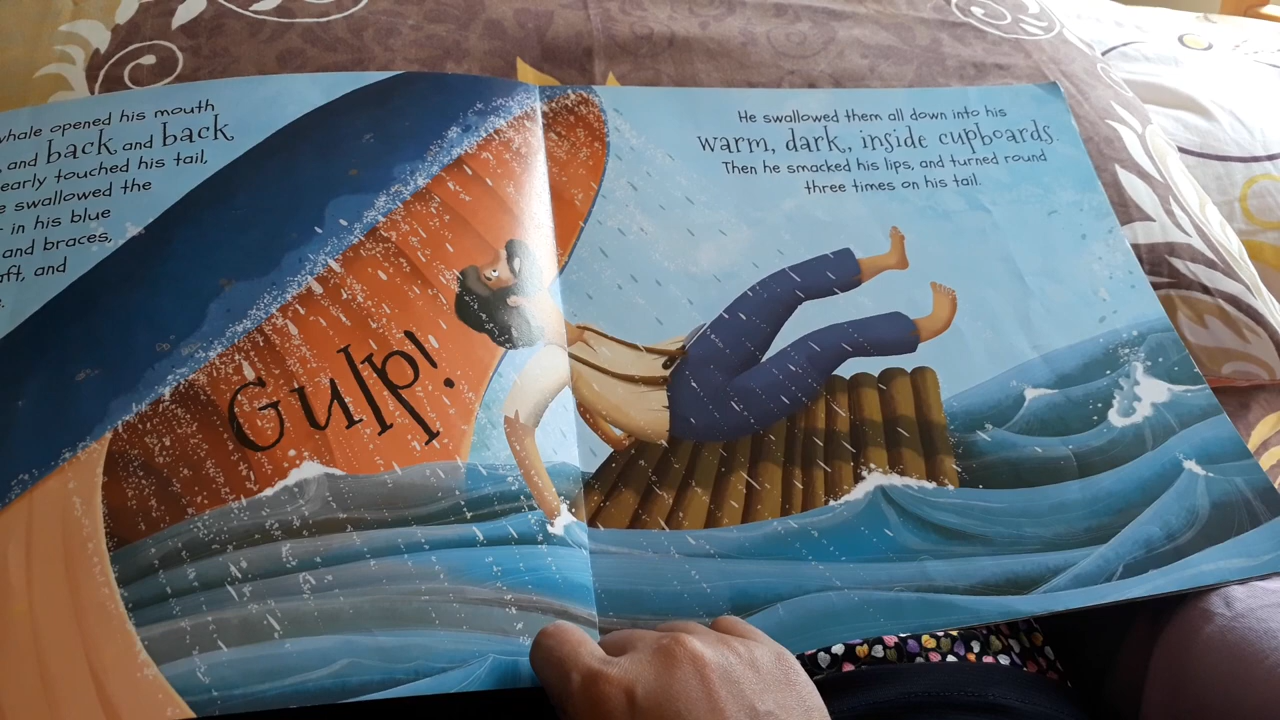 whale opened his mouth
, and back and back
early touched his tail,
e swallowed the
in his blue
and braces,
and
Gulp!
He swallowed them all down into his
warm, dark, inside cupboards.
Then he smacked his lips, and turned round
three times on his tail.